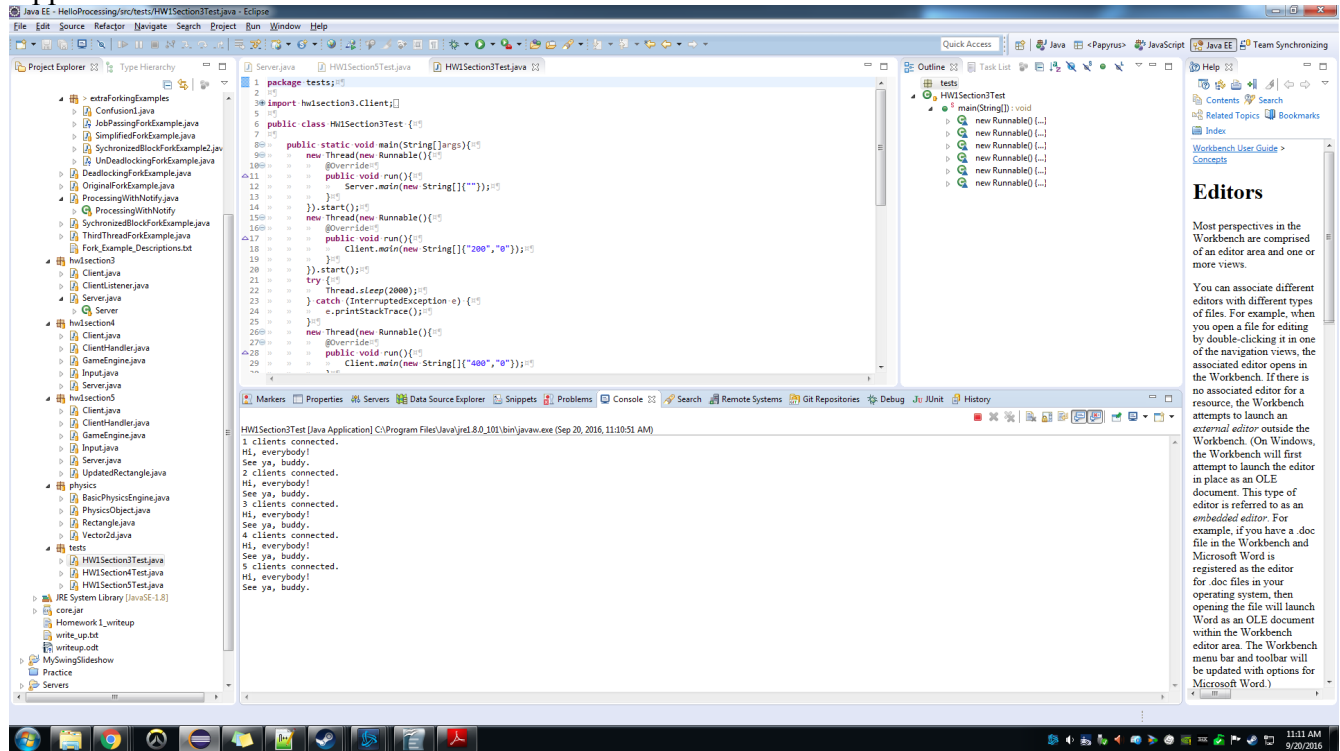 Java EE - HelloProcessing/src/tests/HW1Section3Test.java - Eclipse
File Edit Source Refactor Navigate Search Project Run Window Help
Quick Access Java <Papyrus> JavaScript Java EE Team Synchronizing
Project Explorer Type Hierarchy
> extraForkingExamples
Confusion1.java
JobPassingForkExample.java
SimplifiedForkExample.java
SychronizedBlockForkExample2.jav
UnDeadlockingForkExample.java
DeadlockingForkExample.java
OriginalForkExample.java
ProcessingWithNotify.java
ProcessingWithNotify
SychronizedBlockForkExample.java
ThirdThreadForkExample.java
Fork_Example_Descriptions.txt
hw1section3
Client.java
ClientListener.java
Server.java
Server
hw1section4
Client.java
ClientHandler.java
GameEngine.java
Input.java
Server.java
hw1section5
Client.java
ClientHandler.java
GameEngine.java
Input.java
Server.java
UpdatedRectangle.java
physics
BasicPhysicsEngine.java
PhysicsObject.java
Rectangle.java
Vector2d.java
tests
HW1Section3Test.java
HW1Section4Test.java
HW1Section5Test.java
JRE System Library [JavaSE-1.8]
core.jar
Homework 1_writeup
write_up.txt
writeup.odt
MySwingSlideshow
Practice
Servers
Server.java HW1Section5Test.java HW1Section3Test.java
1 package tests;
2
3 import hw1section3.Client;
5
6 public class HW1Section3Test {
7
8 public static void main(String[]args){
9 new Thread(new Runnable(){
10 @Override
11 public void run(){
12 Server.main(new String[]{""});
13 }
14 }).start();
15 new Thread(new Runnable(){
16 @Override
17 public void run(){
18 Client.main(new String[]{"200","0"});
19 }
20 }).start();
21 try {
22 Thread.sleep(2000);
23 } catch (InterruptedException e) {
24 e.printStackTrace();
25 }
26 new Thread(new Runnable(){
27 @Override
28 public void run(){
29 Client.main(new String[]{"400","0"});
Outline Task List
tests
HW1Section3Test
main(String[]) : void
new Runnable() {...}
new Runnable() {...}
new Runnable() {...}
new Runnable() {...}
new Runnable() {...}
new Runnable() {...}
Markers Properties Servers Data Source Explorer Snippets Problems Console Search Remote Systems Git Repositories Debug JUnit History
HW1Section3Test [Java Application] C:\Program Files\Java\jre1.8.0_101\bin\javaw.exe (Sep 20, 2016, 11:10:51 AM)
1 clients connected.
Hi, everybody!
See ya, buddy.
2 clients connected.
Hi, everybody!
See ya, buddy.
3 clients connected.
Hi, everybody!
See ya, buddy.
4 clients connected.
Hi, everybody!
See ya, buddy.
5 clients connected.
Hi, everybody!
See ya, buddy.
Help
Contents Search
Related Topics Bookmarks
Index
Workbench User Guide >
Concepts
Editors
Most perspectives in the
Workbench are comprised
of an editor area and one or
more views.
You can associate different
editors with different types
of files. For example, when
you open a file for editing
by double-clicking it in one
of the navigation views, the
associated editor opens in
the Workbench. If there is
no associated editor for a
resource, the Workbench
attempts to launch an
external editor outside the
Workbench. (On Windows,
the Workbench will first
attempt to launch the editor
in place as an OLE
document. This type of
editor is referred to as an
embedded editor. For
example, if you have a .doc
file in the Workbench and
Microsoft Word is
registered as the editor
for .doc files in your
operating system, then
opening the file will launch
Word as an OLE document
within the Workbench
editor area. The Workbench
menu bar and toolbar will
be updated with options for
Microsoft Word.)
11:11 AM
9/20/2016